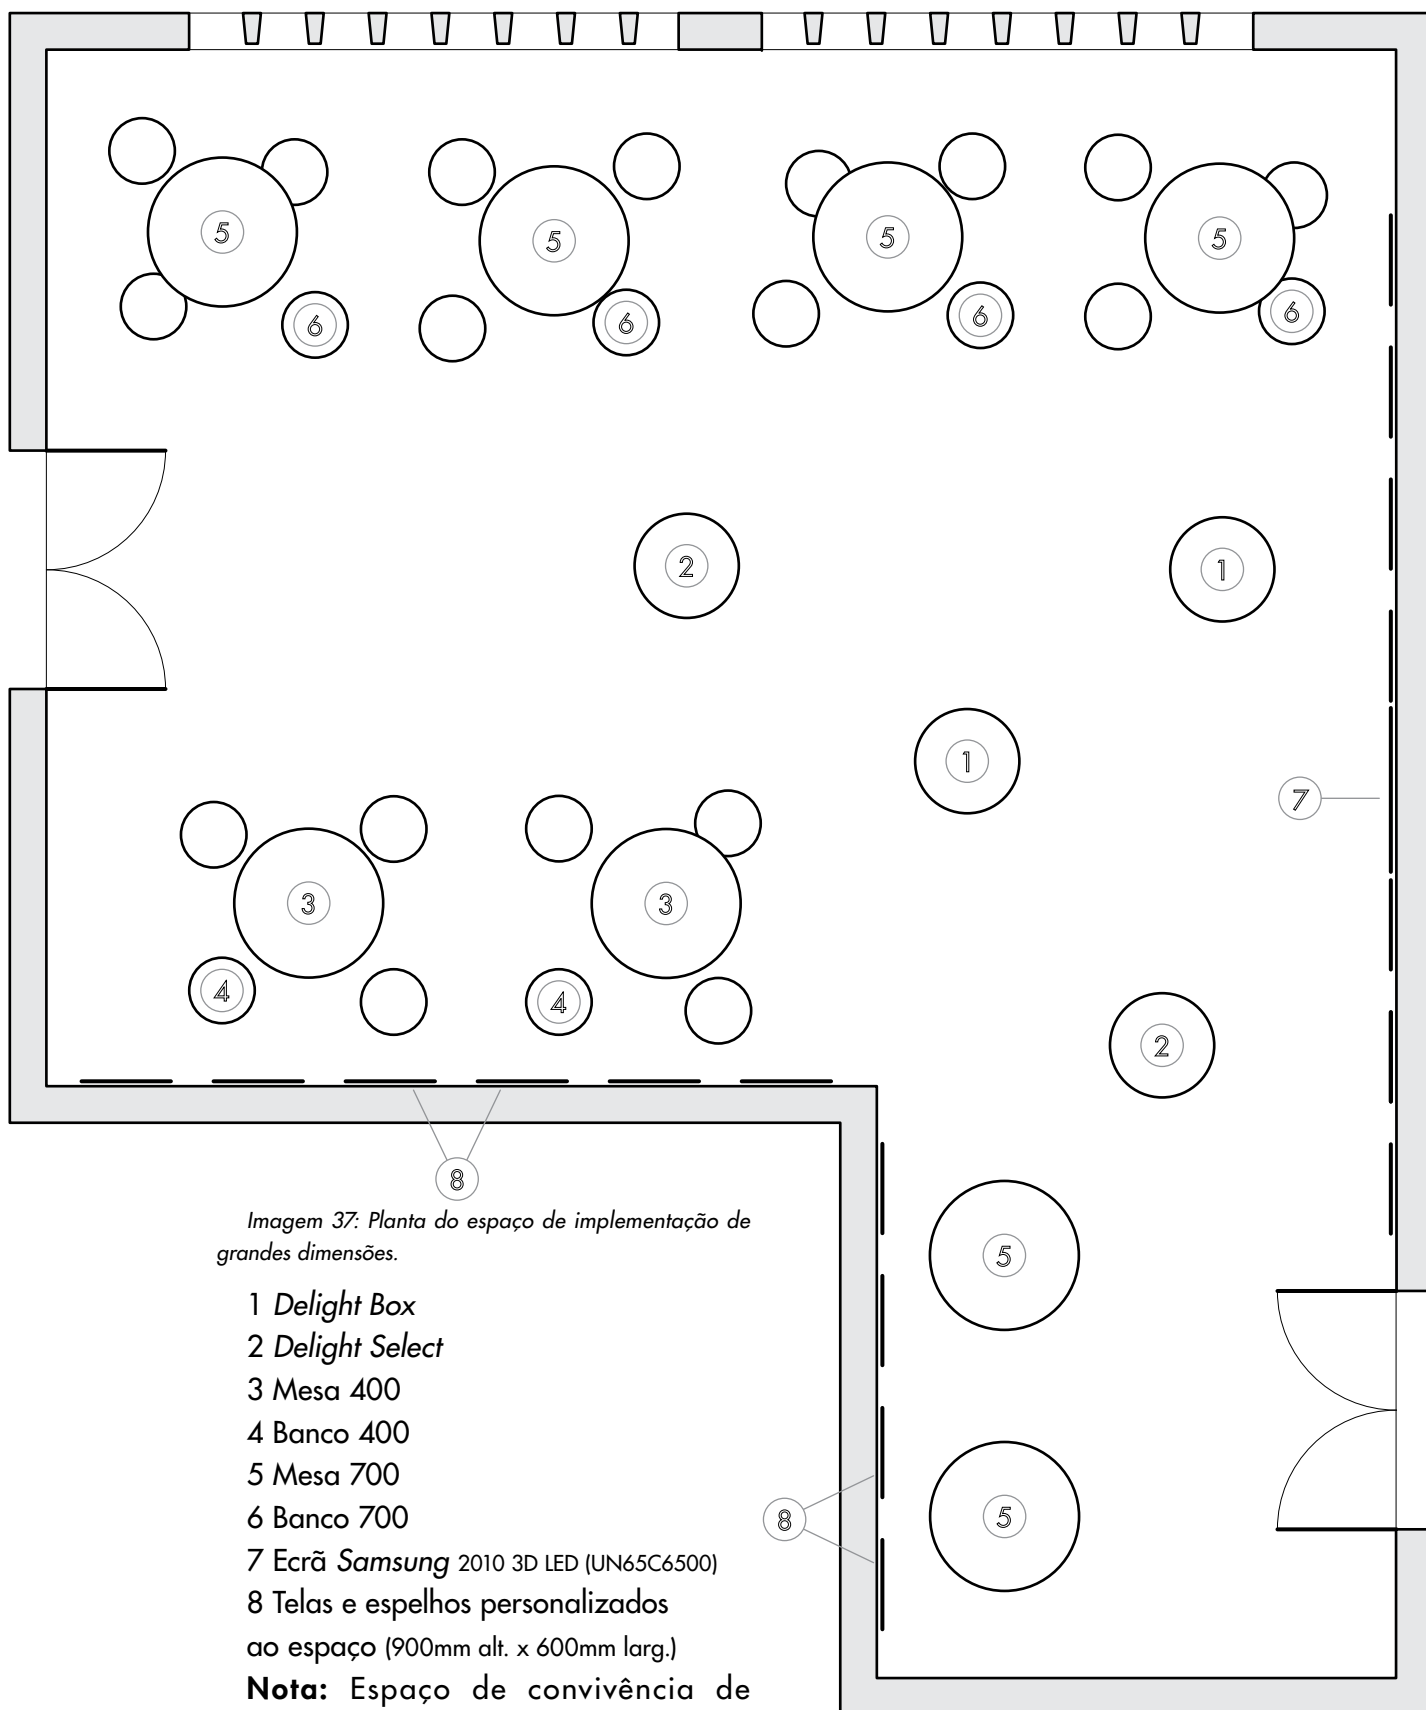 5
5
5
5
6
6
6
6
2
1
1
7
3
3
4
4
2
8
5
5
8
Imagem 37: Planta do espaço de implementação de
grandes dimensões.
1 Delight Box
2 Delight Select
3 Mesa 400
4 Banco 400
5 Mesa 700
6 Banco 700
7 Ecrã Samsung 2010 3D LED (UN65C6500)
8 Telas e espelhos personalizados
ao espaço (900mm alt. x 600mm larg.)
Nota: Espaço de convivência de